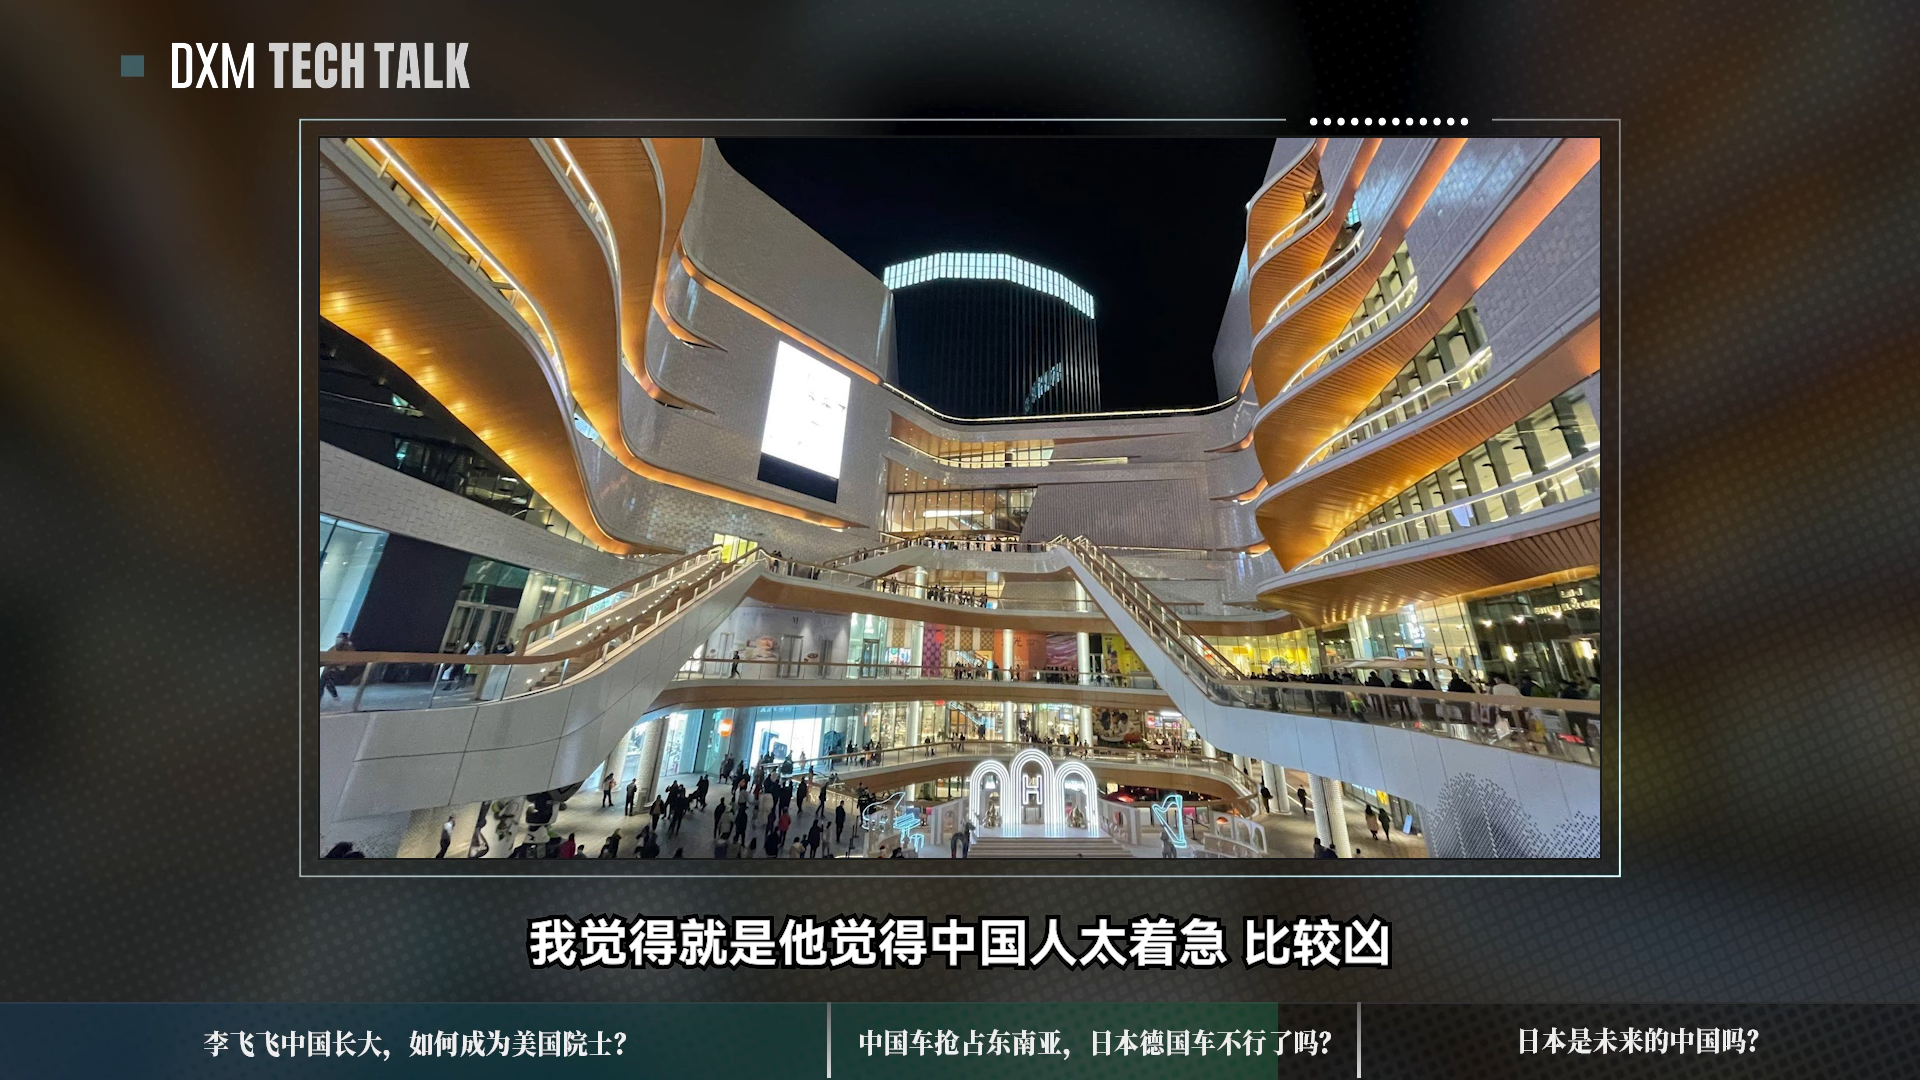 DXM TECH TALK
H
我觉得就是他觉得中国人太着急 比较凶
李飞飞中国长大，如何成为美国院士？
中国车抢占东南亚，日本德国车不行了吗？
日本是未来的中国吗？